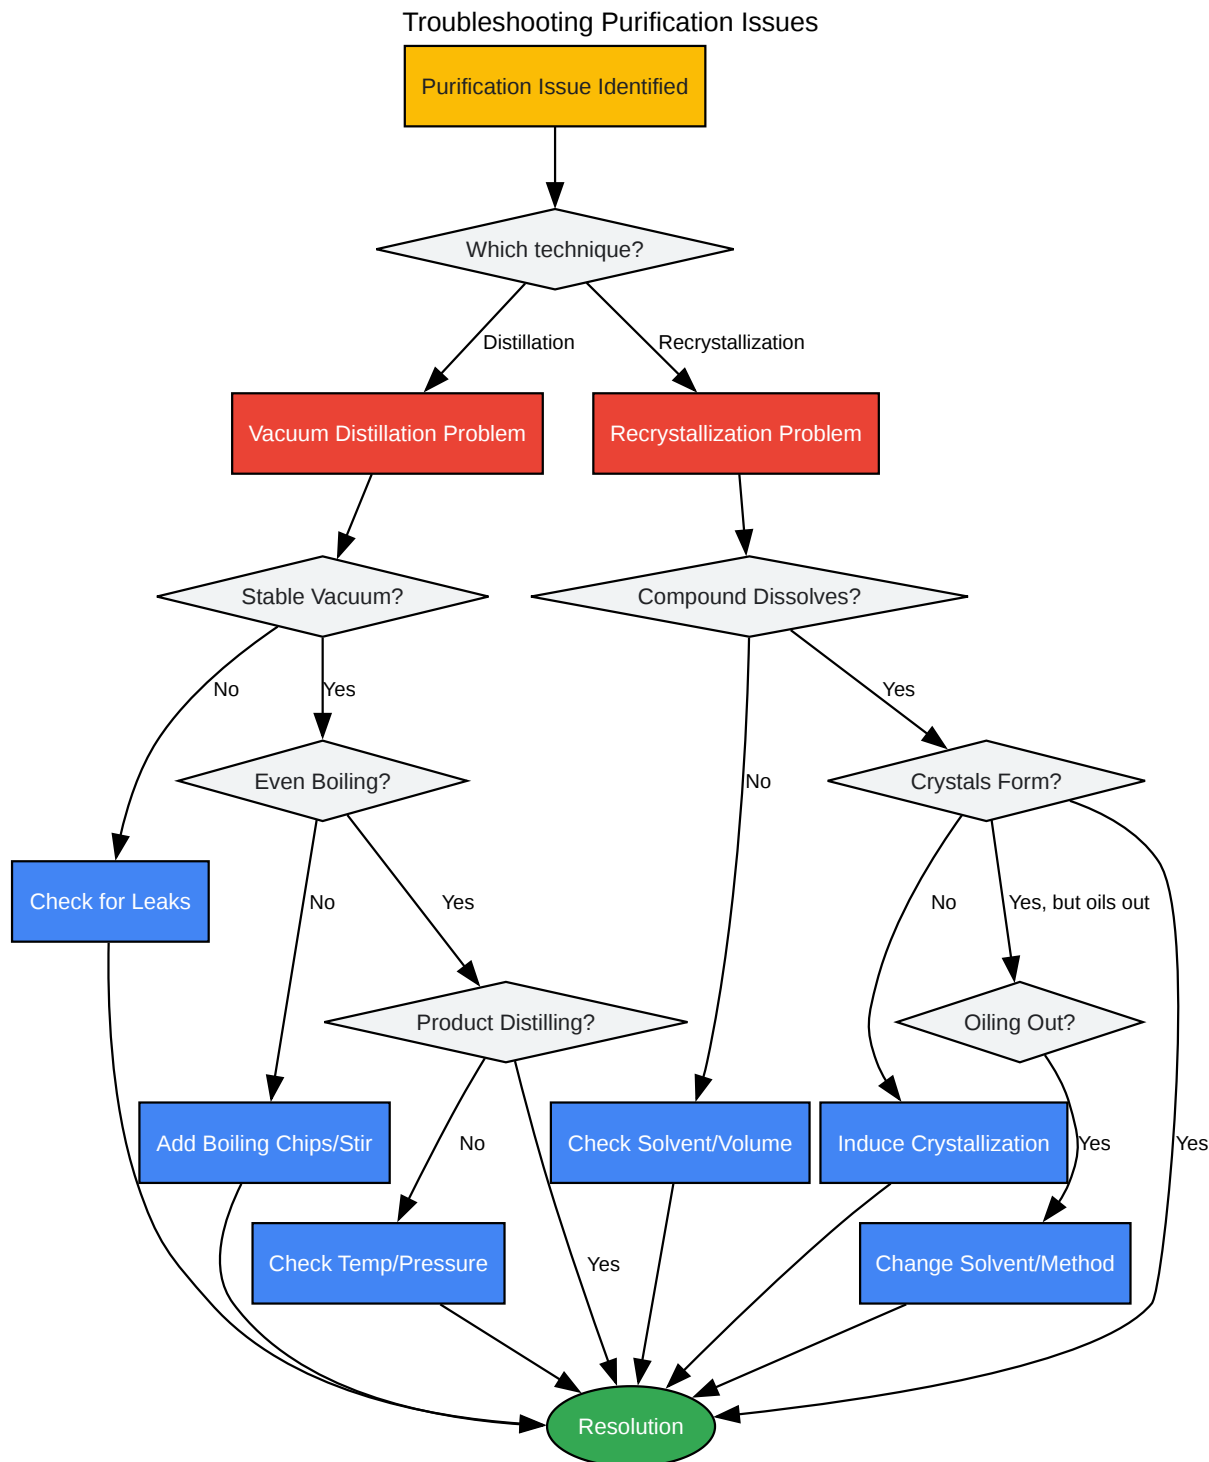 Troubleshooting Purification Issues
Purification Issue Identified
Which technique?
Distillation
Recrystallization
Vacuum Distillation Problem
Recrystallization Problem
Stable Vacuum?
Compound Dissolves?
No
Yes
Yes
Even Boiling?
No
Crystals Form?
Check for Leaks
No
Yes
No
Yes, but oils out
Product Distilling?
Oiling Out?
Add Boiling Chips/Stir
No
Check Solvent/Volume
Induce Crystallization
Yes
Yes
Check Temp/Pressure
Yes
Change Solvent/Method
Resolution